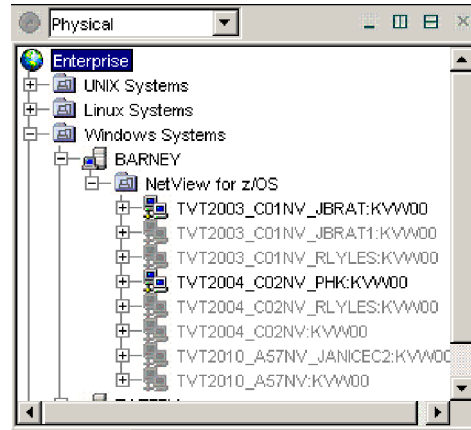 Physical
Enterprise
UNIX Systems
Linux Systems
Windows Systems
BARNEY
NetView for z/OS
TVT2003_C01NV_JBRAT:KVW00
TVT2003_C01NV_JBRAT1:KVW00
TVT2003_C01NV_RLYLES:KVW00
TVT2004_C02NV_PHK:KVW00
TVT2004_C02NV_RLYLES:KVW00
TVT2004_C02NV:KVW00
TVT2010_A57NV_JANICEC2:KVW00
TVT2010_A57NV:KVW00